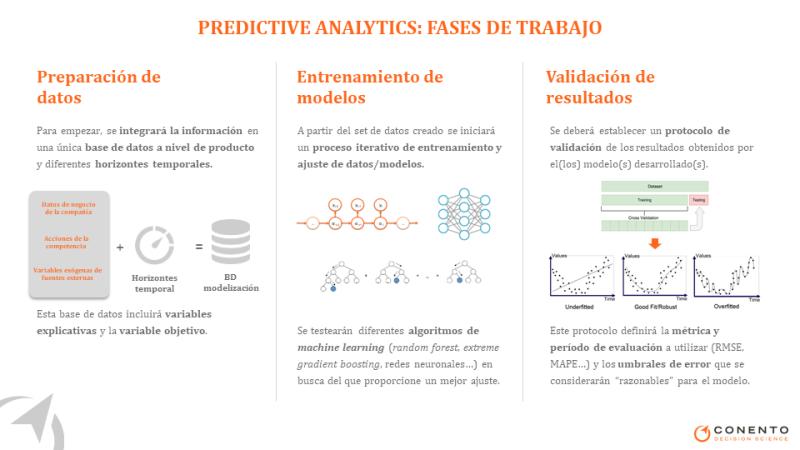 PREDICTIVE ANALYTICS: FASES DE TRABAJO
Preparación de
datos
Para empezar, se integrará la información en
una única base de datos a nivel de producto
y diferentes horizontes temporales.
Datos de negocio
de la compañía
Acciones de la
competencia
Variables exógenas de
fuentes externas
+
Horizontes
temporal
=
BD
modelización
Esta base de datos incluirá variables
explicativas y la variable objetivo.
Entrenamiento de
modelos
A partir del set de datos creado se iniciará
un proceso iterativo de entrenamiento y
ajuste de datos/modelos.
Se testearán diferentes algoritmos de
machine learning (random forest, extreme
gradient boosting, redes neuronales...) en
busca del que proporcione un mejor ajuste.
Validación de
resultados
Se deberá establecer un protocolo de
validación de los resultados obtenidos por
el(los) modelo(s) desarrollado(s).
Dataset
Training
Testing
Cross Validation
Values
Time
Underfitted
Values
Time
Good Fit/Robust
Values
Time
Overfitted
Este protocolo definirá la métrica y
período de evaluación a utilizar (RMSE,
MAPE...) y los umbrales de error que se
considerarán “razonables” para el modelo.
CONENTO
DECISION SCIENCE